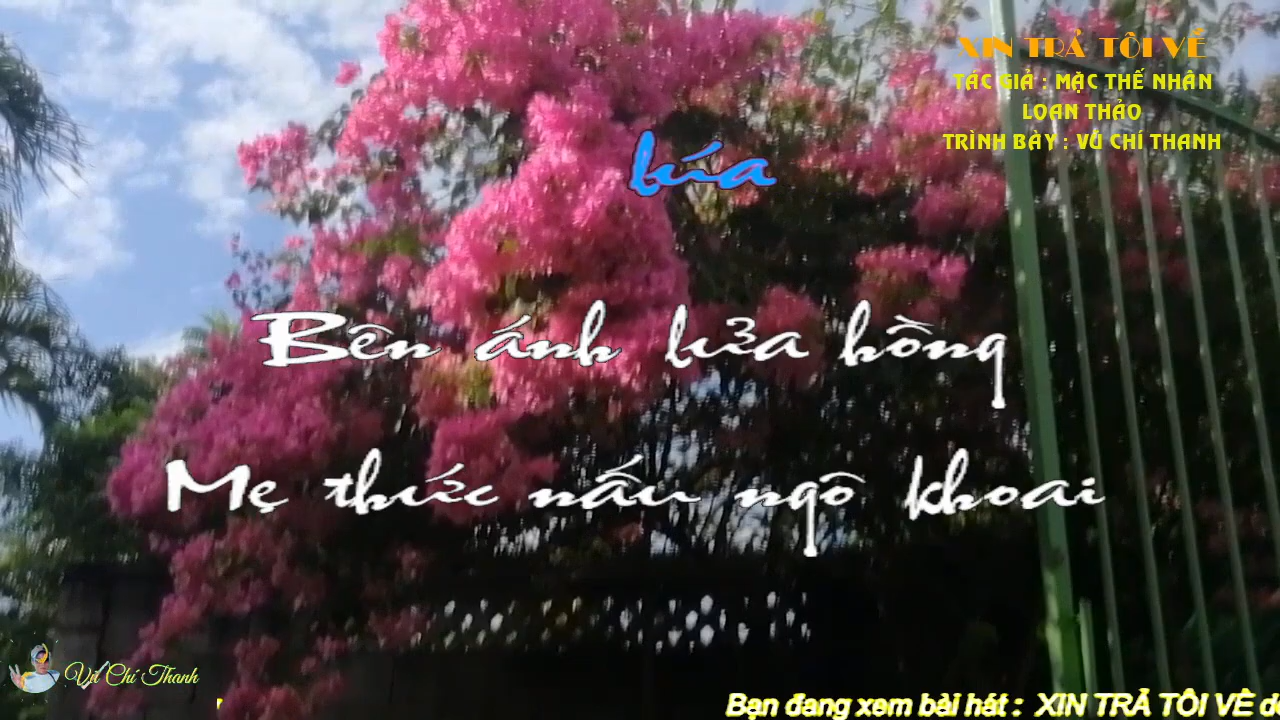 XIN TRẢ TÔI VỀ
TÁC GIẢ : MẠC THẾ NHÂN
LOAN THẢO
TRÌNH BÀY : VŨ CHÍ THANH
lúa
Bên ánh lửa hồng
Mẹ thức nấu ngô khoai
Vũ Chí Thanh
Bạn đang xem bài hát : XIN TRẢ TÔI VỀ